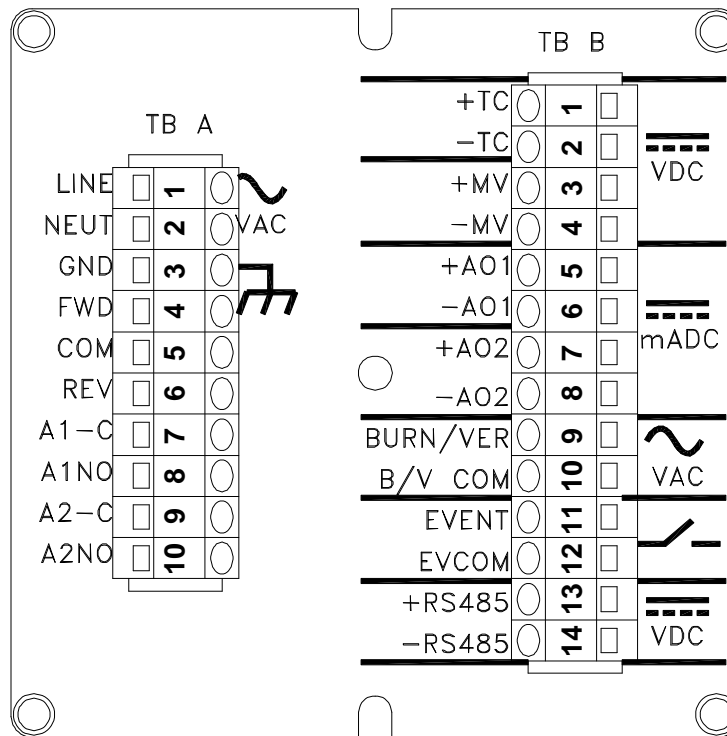 TB A
LINE 1
NEUT 2 VAC
GND 3
FWD 4
COM 5
REV 6
A1-C 7
A1NO 8
A2-C 9
A2NO 10
TB B
+TC 1
-TC 2 VDC
+MV 3
-MV 4
+AO1 5
-AO1 6 mADC
+AO2 7
-AO2 8
BURN/VER 9
B/V COM 10 VAC
EVENT 11
EVCOM 12
+RS485 13
-RS485 14 VDC